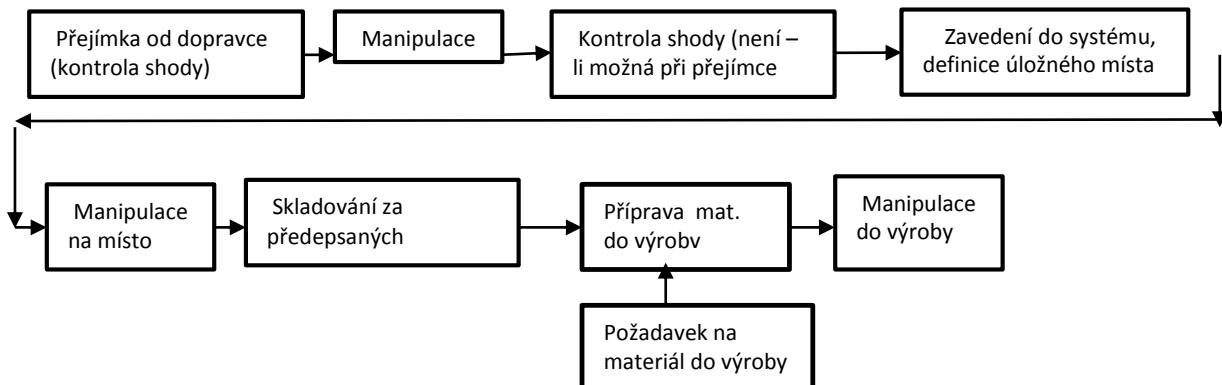 Přejímka od dopravce
(kontrola shody)
Manipulace
Kontrola shody (není –
li možná při přejímce
Zavedení do systému,
definice úložného místa
Manipulace
na místo
Skladování za
předepsaných
Příprava mat.
do výrobv
Manipulace
do výroby
Požadavek na
materiál do výroby